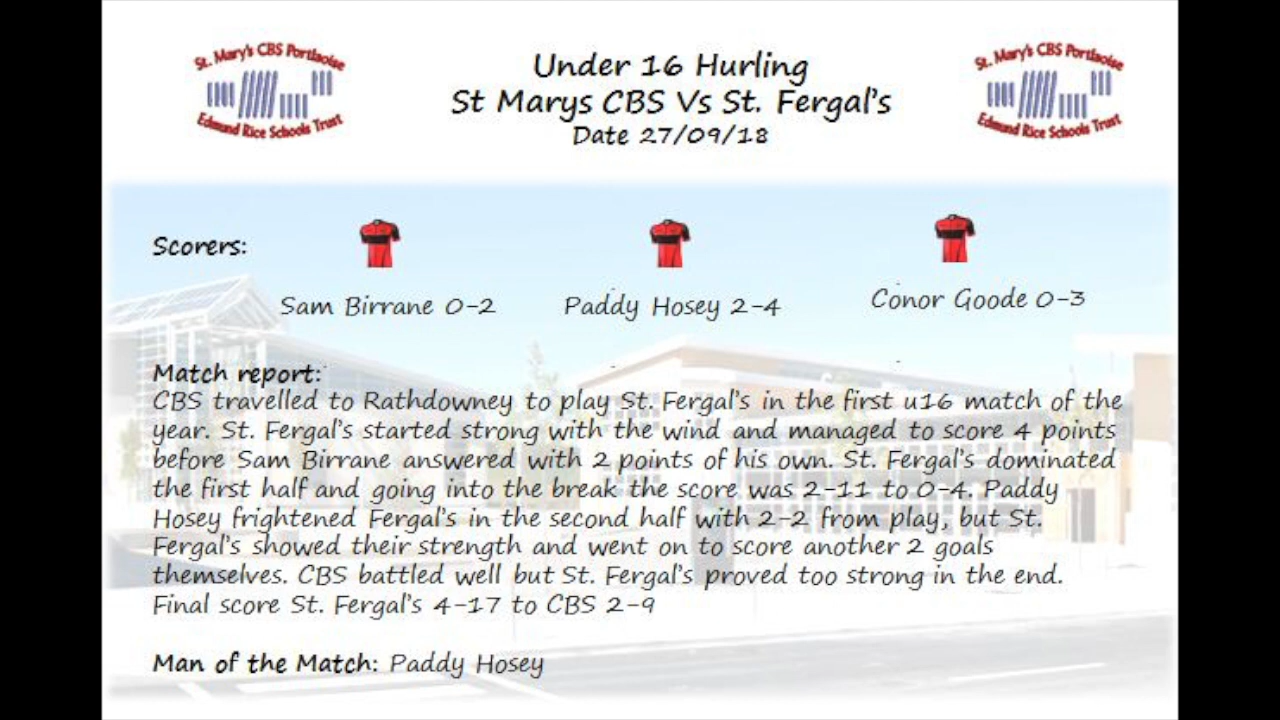 St. Mary's CBS Portlaoise
Edmund Rice Schools Trust
Under 16 Hurling
St Marys CBS Vs St. Fergal's
Date 27/09/18
St. Mary's CBS Portlaoise
Edmund Rice Schools Trust
Scorers:
Sam Birrane 0-2
Paddy Hosey 2-4
Conor Goode 0-3
Match report:
CBS travelled to Rathdowney to play St. Fergal's in the first u16 match of the
year. St. Fergal's started strong with the wind and managed to score 4 points
before Sam Birrane answered with 2 points of his own. St. Fergal's dominated
the first half and going into the break the score was 2-11 to 0-4. Paddy
Hosey frightened Fergal's in the second half with 2-2 from play, but St.
Fergal's showed their strength and went on to score another 2 goals
themselves. CBS battled well but St. Fergal's proved too strong in the end.
Final score St. Fergal's 4-17 to CBS 2-9
Man of the Match: Paddy Hosey